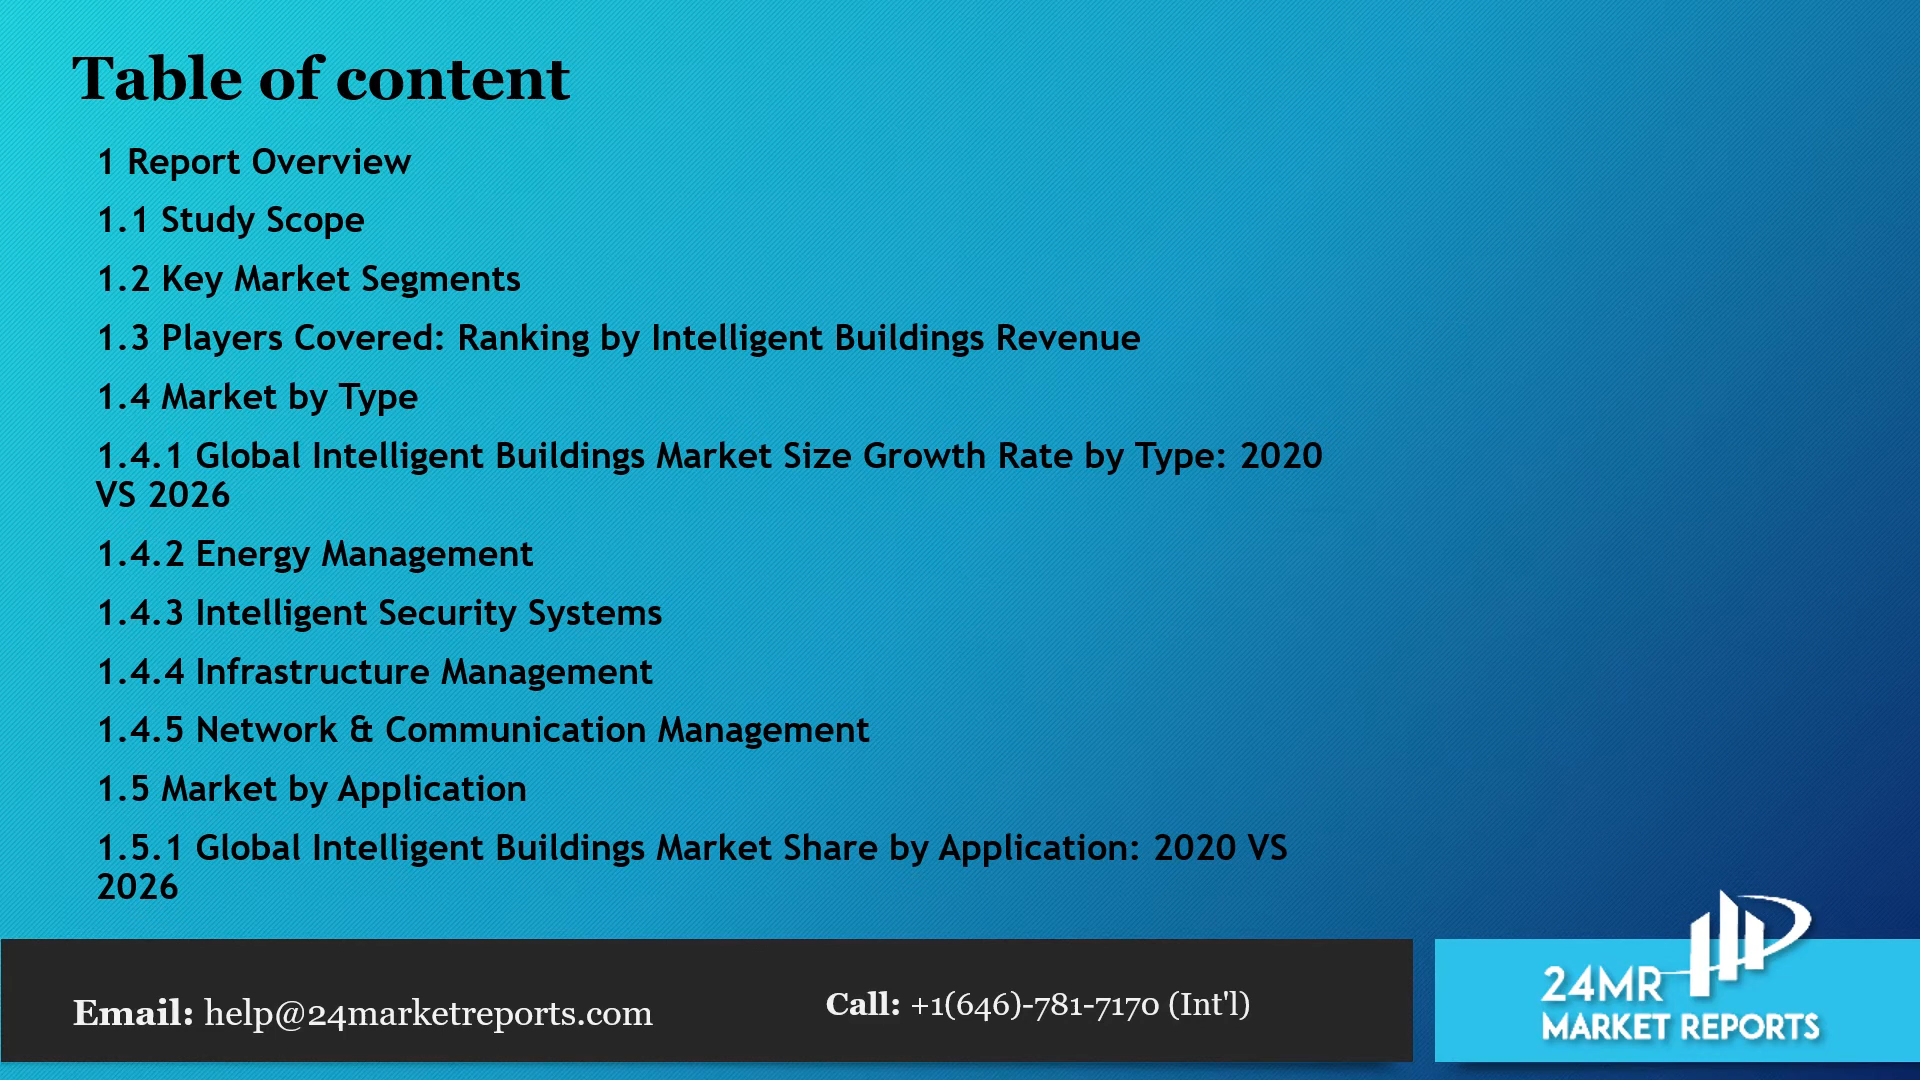 Table of content
1 Report Overview
1.1 Study Scope
1.2 Key Market Segments
1.3 Players Covered: Ranking by Intelligent Buildings Revenue
1.4 Market by Type
1.4.1 Global Intelligent Buildings Market Size Growth Rate by Type: 2020
VS 2026
1.4.2 Energy Management
1.4.3 Intelligent Security Systems
1.4.4 Infrastructure Management
1.4.5 Network & Communication Management
1.5 Market by Application
1.5.1 Global Intelligent Buildings Market Share by Application: 2020 VS
2026
Email: help@24marketreports.com
Call: +1(646)-781-7170 (Int'l)
24MR
MARKET REPORTS